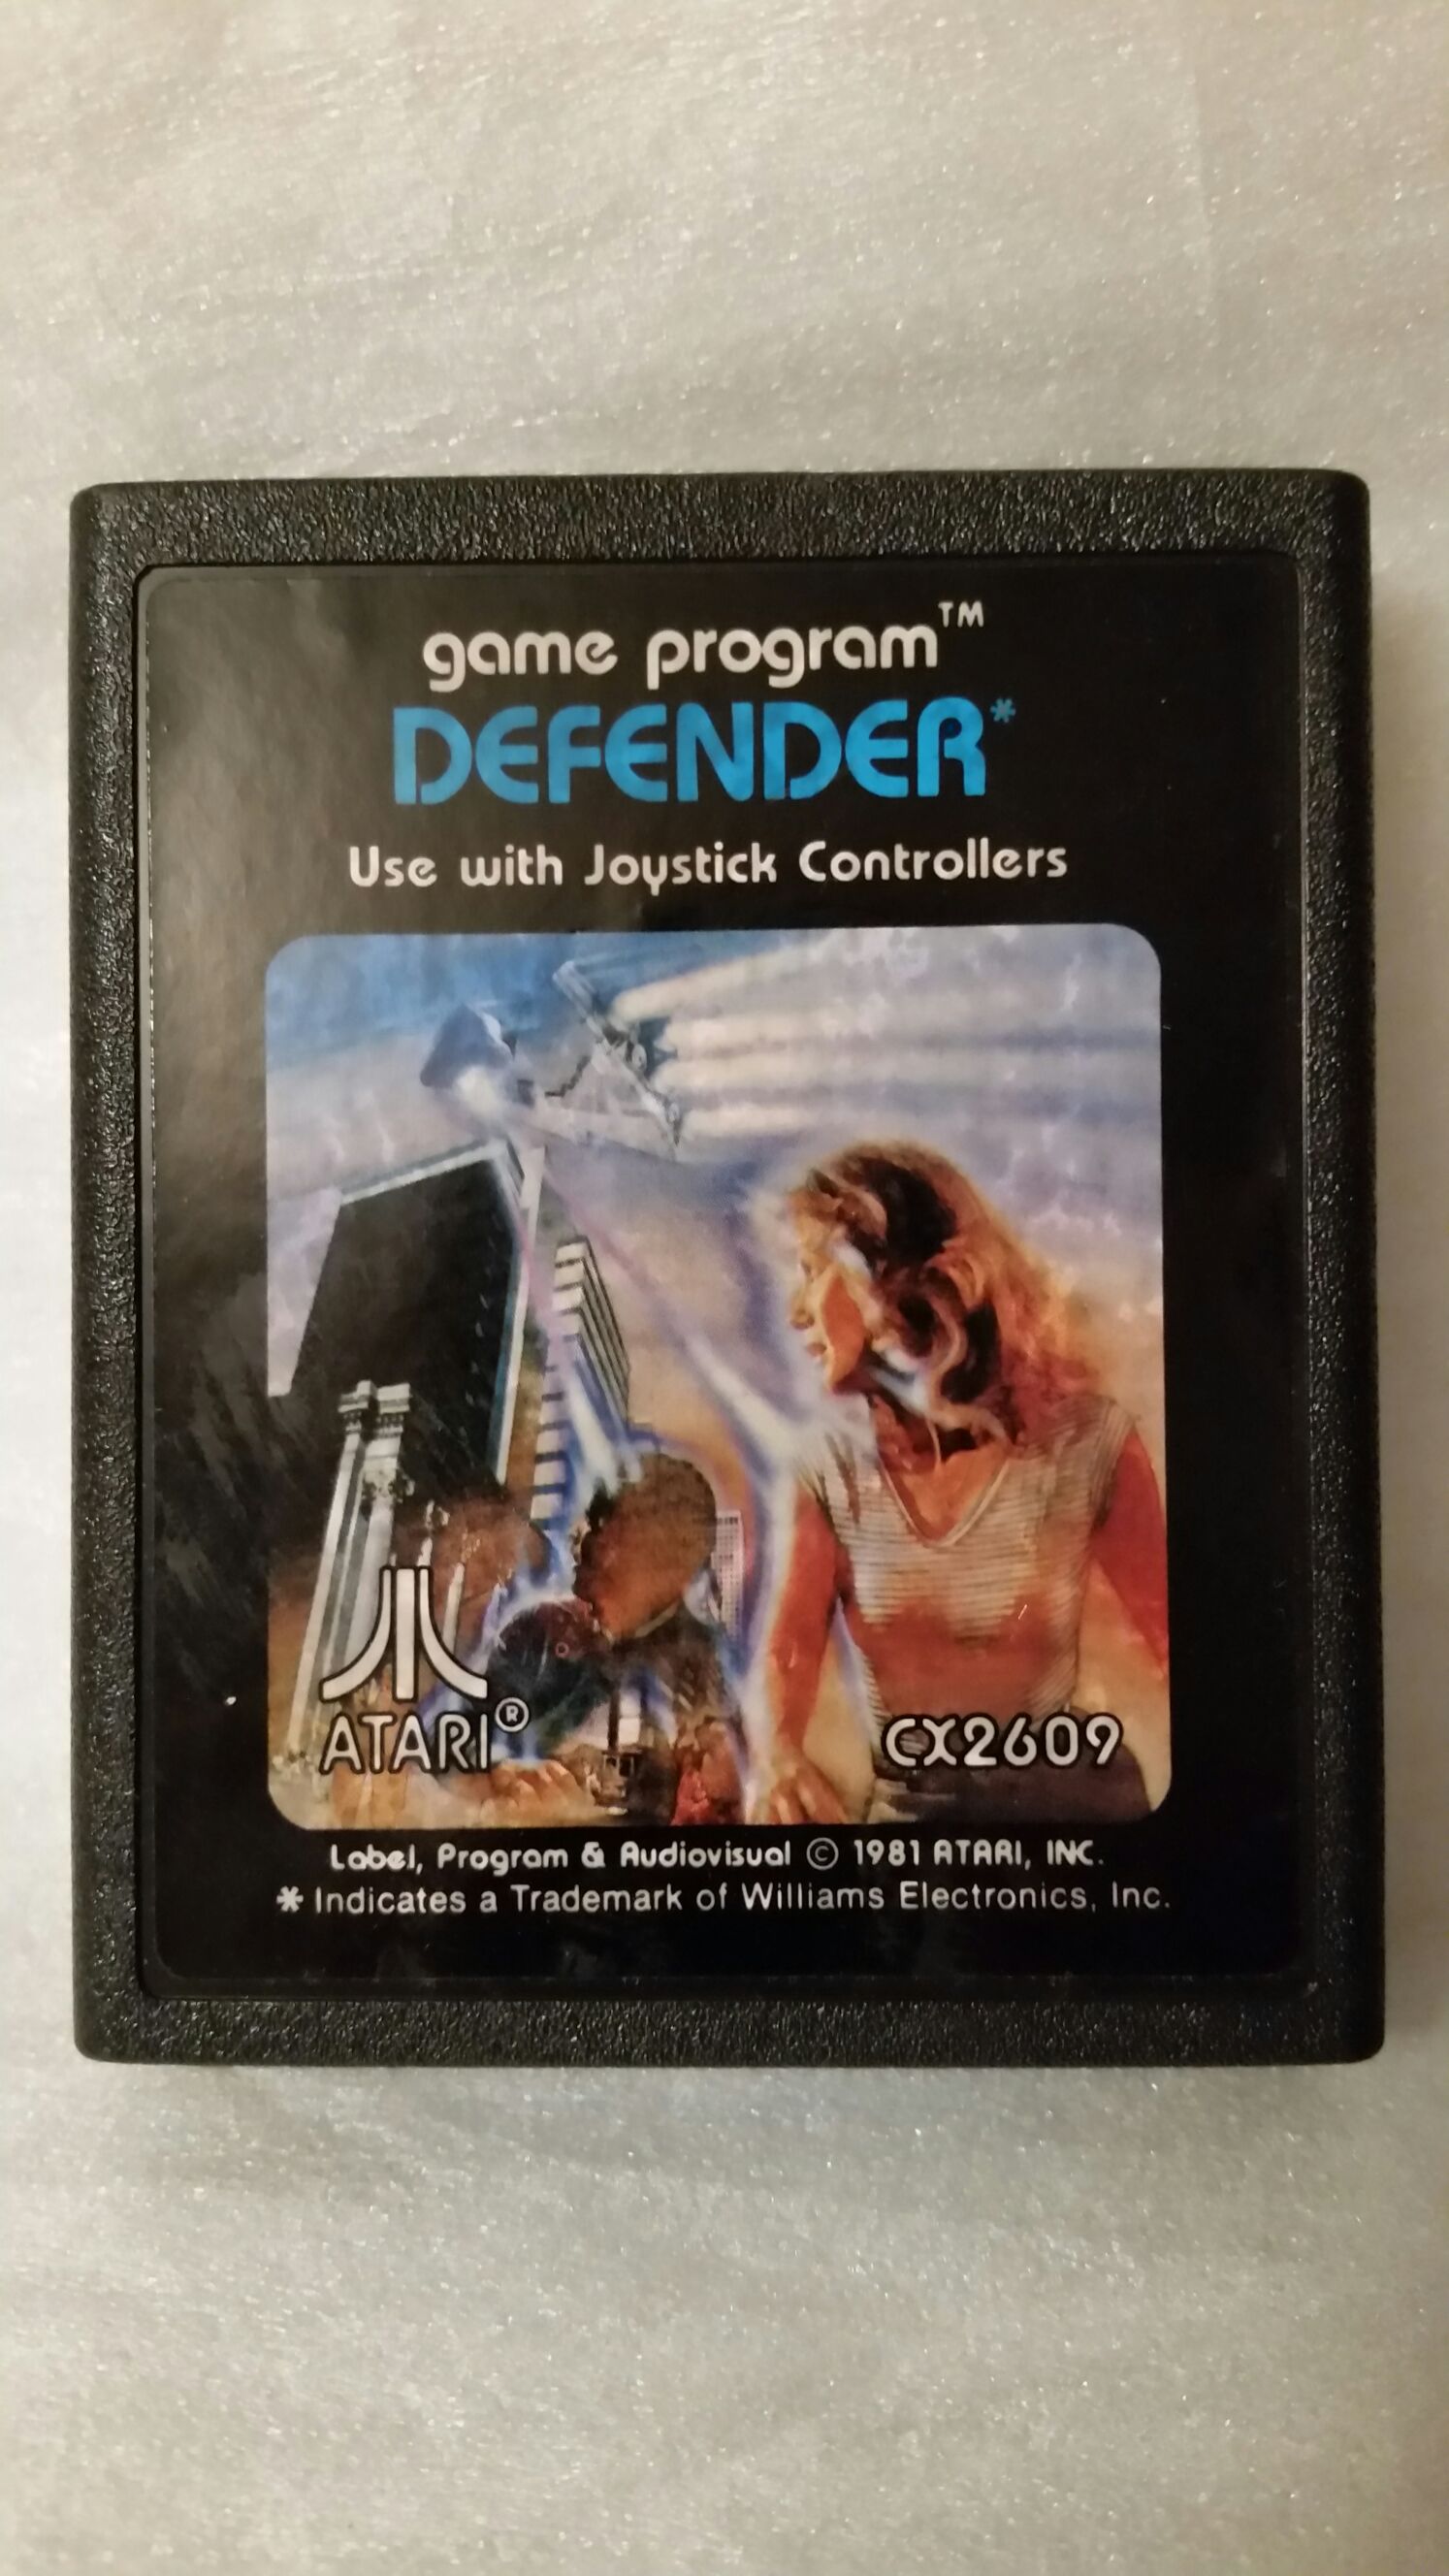 game program™
DEFENDER*
Use with Joystick Controllers
ATARI®
CX2609
Label, Program & Audiovisual © 1981 ATARI, INC.
* Indicates a Trademark of Williams Electronics, Inc.